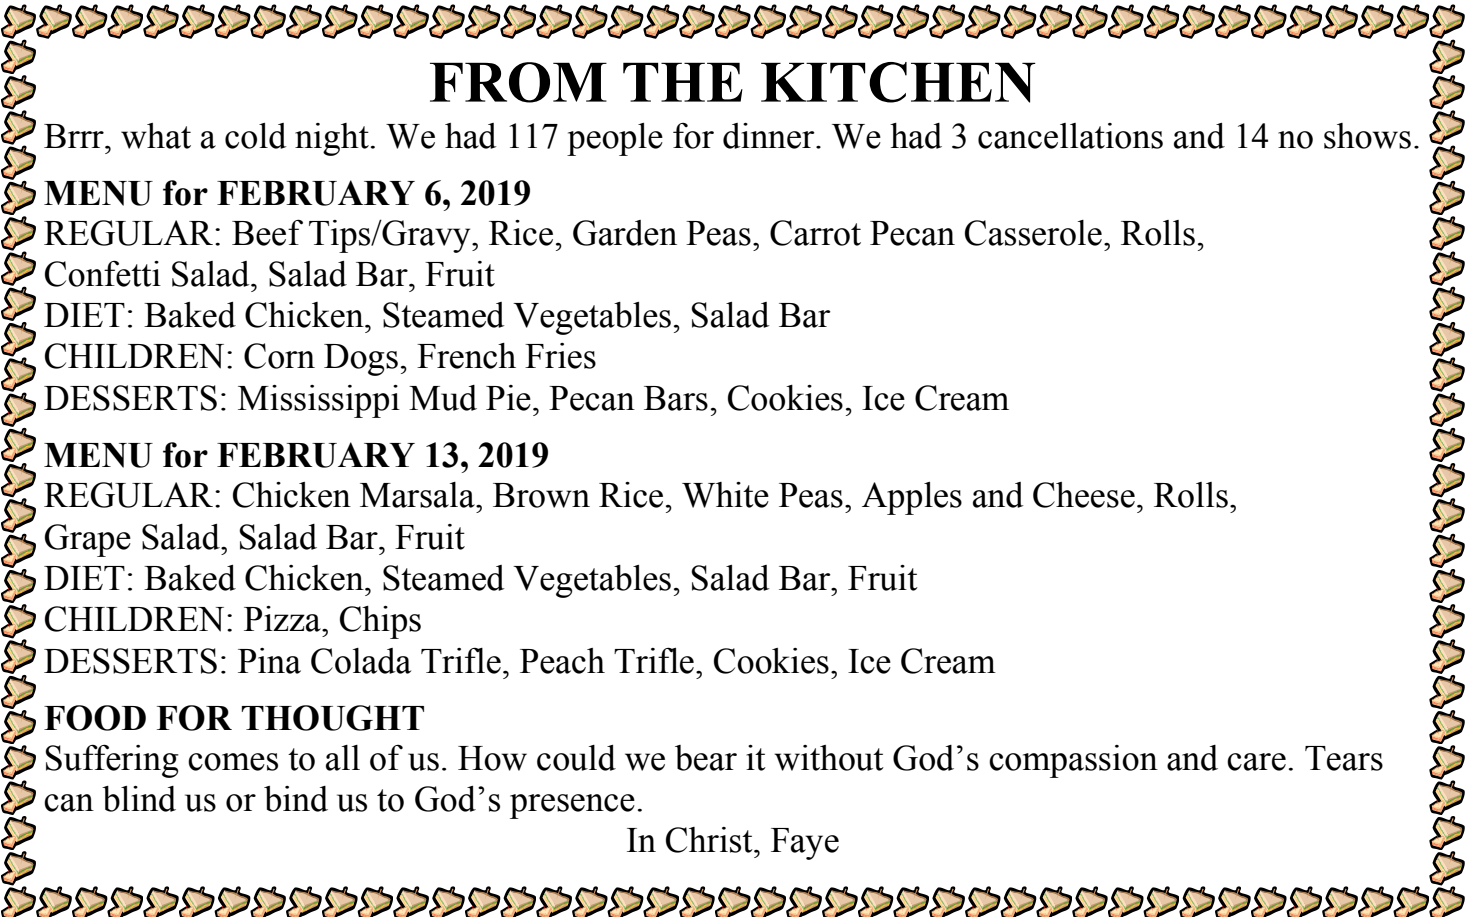 FROM THE KITCHEN
Brrr, what a cold night. We had 117 people for dinner. We had 3 cancellations and 14 no shows.
MENU for FEBRUARY 6, 2019
REGULAR: Beef Tips/Gravy, Rice, Garden Peas, Carrot Pecan Casserole, Rolls,
Confetti Salad, Salad Bar, Fruit
DIET: Baked Chicken, Steamed Vegetables, Salad Bar
CHILDREN: Corn Dogs, French Fries
DESSERTS: Mississippi Mud Pie, Pecan Bars, Cookies, Ice Cream
MENU for FEBRUARY 13, 2019
REGULAR: Chicken Marsala, Brown Rice, White Peas, Apples and Cheese, Rolls,
Grape Salad, Salad Bar, Fruit
DIET: Baked Chicken, Steamed Vegetables, Salad Bar, Fruit
CHILDREN: Pizza, Chips
DESSERTS: Pina Colada Trifle, Peach Trifle, Cookies, Ice Cream
FOOD FOR THOUGHT
Suffering comes to all of us. How could we bear it without God’s compassion and care. Tears
can blind us or bind us to God’s presence.
In Christ, Faye